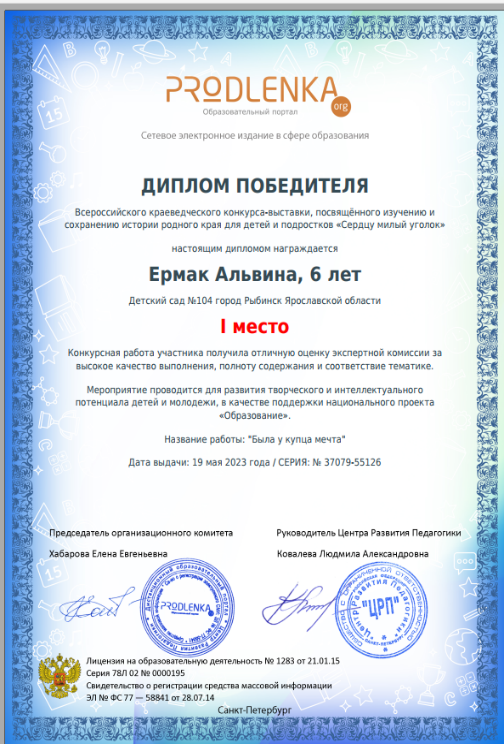 PRODLENKA.org
Образовательный портал
Сетевое электронное издание в сфере образования
ДИПЛОМ ПОБЕДИТЕЛЯ
Всероссийского краеведческого конкурса-выставки, посвящённого изучению и
сохранению истории родного края для детей и подростков «Сердцу милый уголок»
настоящим дипломом награждается
Ермак Альвина, 6 лет
Детский сад №104 город Рыбинск Ярославской области
I место
Конкурсная работа участника получила отличную оценку экспертной комиссии за
высокое качество выполнения, полноту содержания и соответствие тематике.
Мероприятие проводится для развития творческого и интеллектуального
потенциала детей и молодежи, в качестве поддержки национального проекта
«Образование».
Название работы: "Была у купца мечта"
Дата выдачи: 19 мая 2023 года / СЕРИЯ: № 37079-55126
Председатель организационного комитета
Руководитель Центра Развития Педагогики
Хабарова Елена Евгеньевна
Ковалева Людмила Александровна
PRODLENKA
"ЦРП"
Центр Развития Педагогики
Лицензия на образовательную деятельность № 1283 от 21.01.15
Серия 78Л 02 № 0000195
Свидетельство о регистрации средства массовой информации
ЭЛ № ФС 77 — 58841 от 28.07.14
Санкт-Петербург